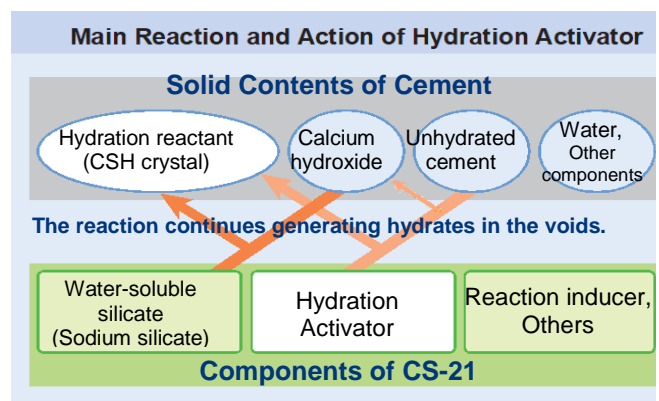 Main Reaction and Action of Hydration Activator
Solid Contents of Cement
Hydration reactant
(CSH crystal)
Calcium
hydroxide
Unhydrated
cement
Water,
Other
components
The reaction continues generating hydrates in the voids.
Water-soluble
silicate
(Sodium silicate)
Hydration
Activator
Reaction inducer,
Others
Components of CS-21